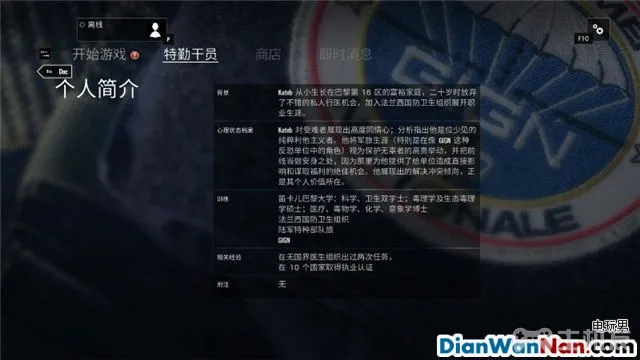 离线
P
F10
开始游戏
特勤干员
商店
即时消息
Esc Doc
个人简介
背景
Kateb 从小生长在巴黎第 16 区的富裕家庭，二十岁时放弃
了不错的私人行医机会，加入法兰西国防卫生组织展开职
业生涯。
心理状态档案
Kateb 对受难者展现出高度同情心；分析指出他是位少见的
纯粹利他主义者。他将军旅生涯（特别是在像 GIGN 这种
反恐单位中的角色）视为保护无辜者的高贵举动，并把前
线当做安身之处，因为那里为他提供了给单位造成直接影
响和谋取福利的绝佳机会。他展现出的解决冲突倾向，正
是其个人价值所在。
训练
笛卡儿巴黎大学：科学、卫生双学士；毒理学及生态毒理
学硕士；医疗、毒物学、化学、意象学博士
法兰西国防卫生组织
陆军特种部队旅
GIGN
相关经验
在无国界医生组织出过两次任务，
在 10 个国家取得执业认证
附注
无
GIGN
NALE
电玩男
DianWanNan.com